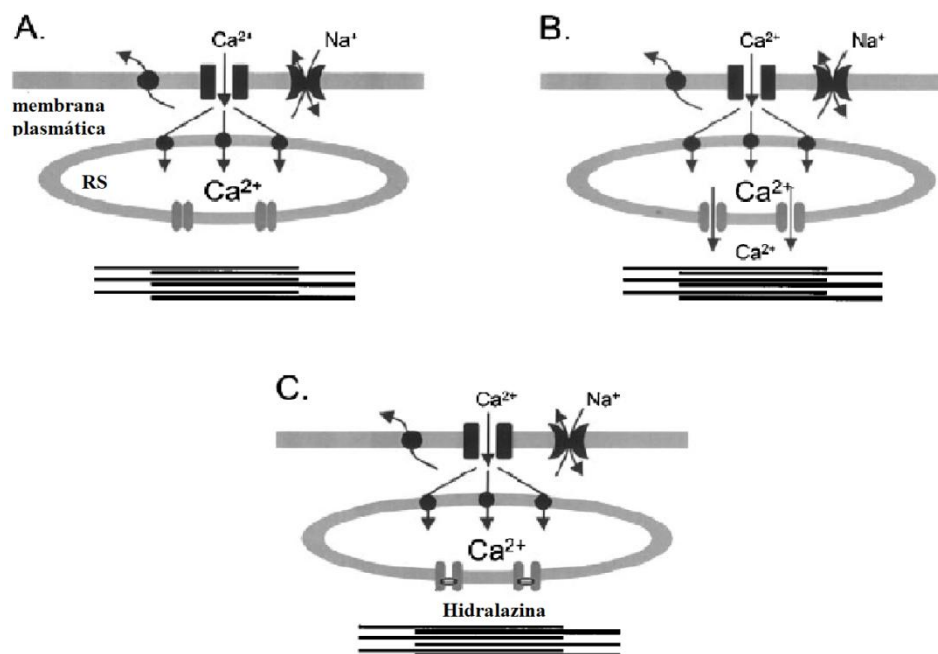 A.
Ca²⁺
Na⁺
membrana
plasmática
RS
Ca²⁺
B.
Ca²⁺
Na⁺
Ca²⁺
Ca²⁺
C.
Ca²⁺
Na⁺
Ca²⁺
Hidralazina